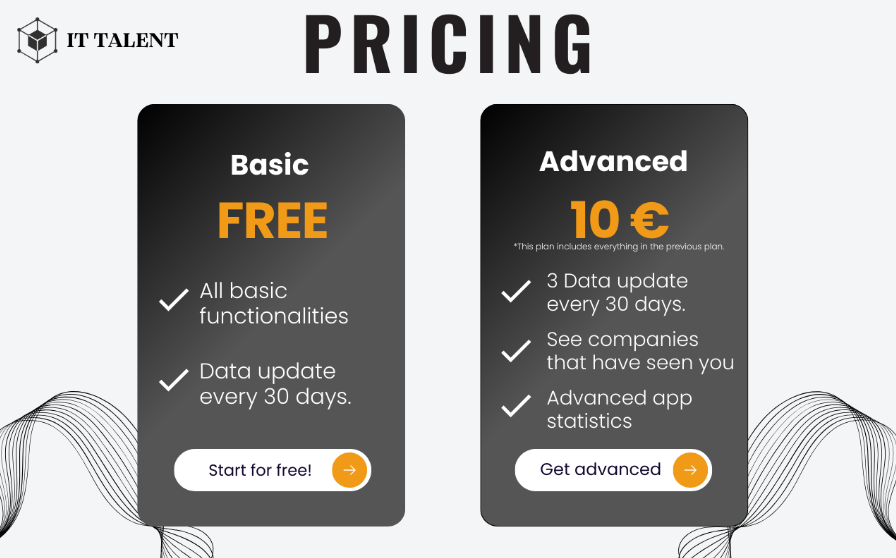 IT TALENT
PRICING
Basic
FREE
All basic
functionalities
Data update
every 30 days.
Start for free!
Advanced
10 €
*This plan includes everything in the previous plan.
3 Data update
every 30 days.
See companies
that have seen you
Advanced app
statistics
Get advanced